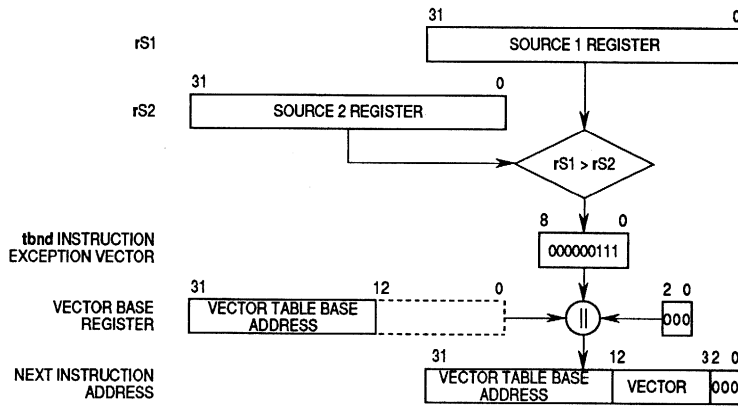 31 0
rS1 SOURCE 1 REGISTER
31 0
rS2 SOURCE 2 REGISTER
rS1 > rS2
8 0
tbnd INSTRUCTION
EXCEPTION VECTOR
000000111
31 12 0 2 0
VECTOR BASE
REGISTER
VECTOR TABLE BASE
ADDRESS
|| 000
31 12 32 0
NEXT INSTRUCTION
ADDRESS
VECTOR TABLE BASE
ADDRESS
VECTOR 000